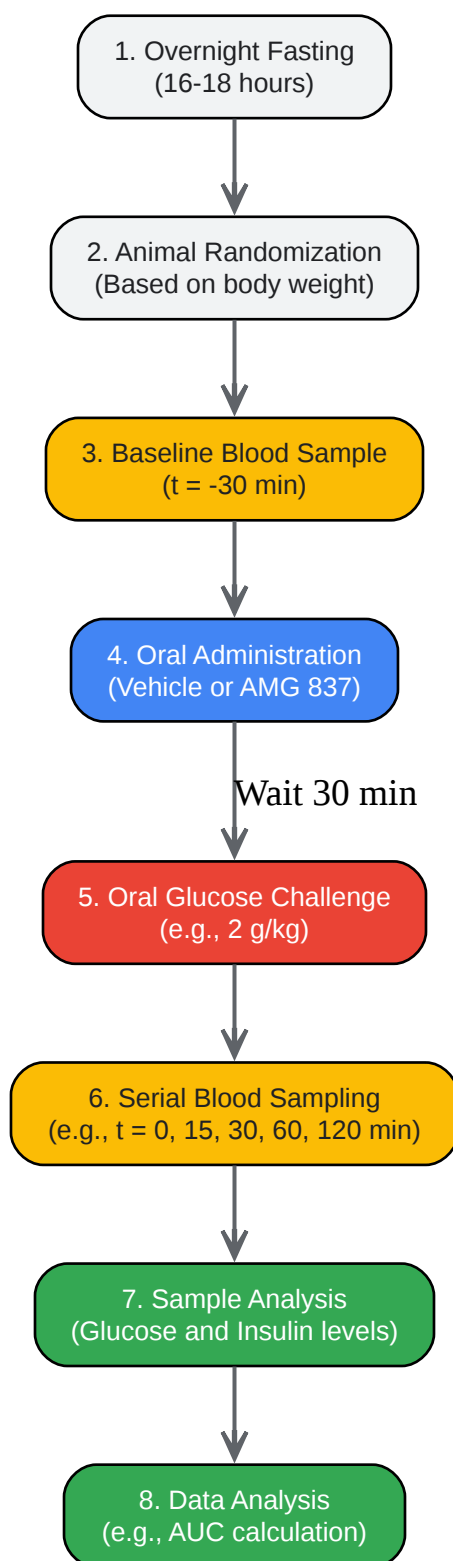 1. Overnight Fasting
(16-18 hours)
2. Animal Randomization
(Based on body weight)
3. Baseline Blood Sample
(t = -30 min)
4. Oral Administration
(Vehicle or AMG 837)
Wait 30 min
5. Oral Glucose Challenge
(e.g., 2 g/kg)
6. Serial Blood Sampling
(e.g., t = 0, 15, 30, 60, 120 min)
7. Sample Analysis
(Glucose and Insulin levels)
8. Data Analysis
(e.g., AUC calculation)